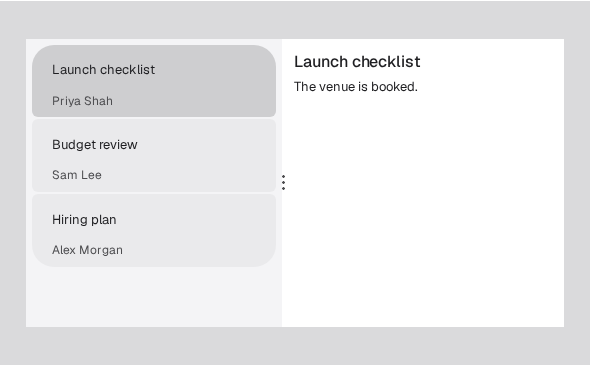 Launch checklist
Priya Shah
Budget review
Sam Lee
Hiring plan
Alex Morgan
Launch checklist
The venue is booked.